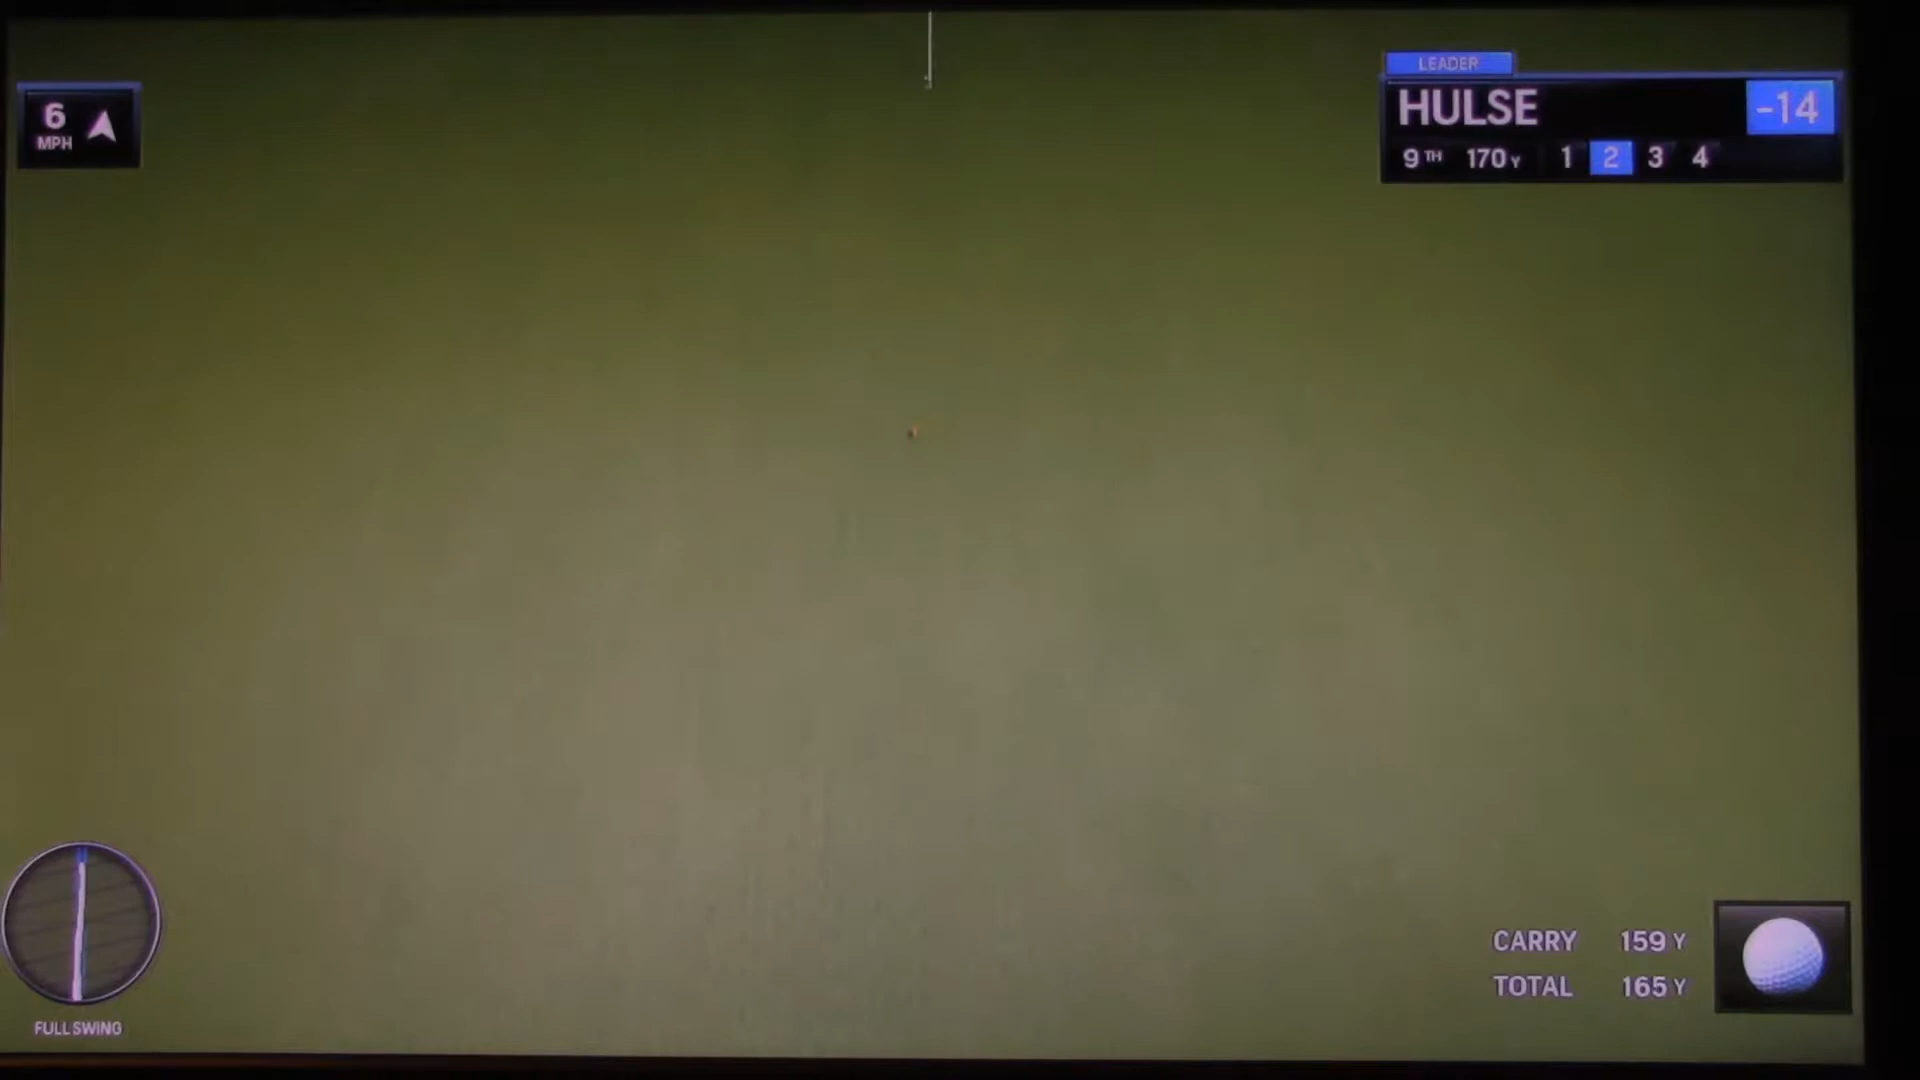 6
MPH
LEADER
HULSE -14
9TH 170Y 1 2 3 4
CARRY 159 Y
TOTAL 165 Y
FULL SWING